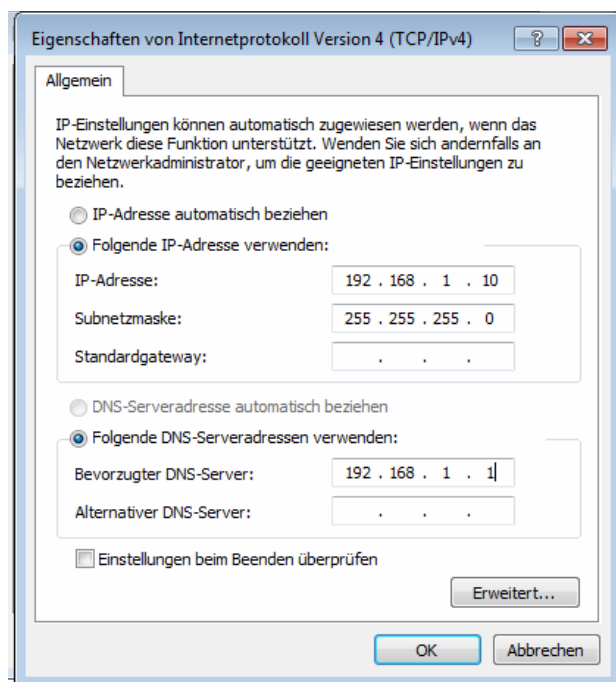 Eigenschaften von Internetprotokoll Version 4 (TCP/IPv4)
Allgemein
IP-Einstellungen können automatisch zugewiesen werden, wenn das
Netzwerk diese Funktion unterstützt. Wenden Sie sich andernfalls an
den Netzwerkadministrator, um die geeigneten IP-Einstellungen zu
beziehen.
IP-Adresse automatisch beziehen
Folgende IP-Adresse verwenden:
IP-Adresse: 192 . 168 . 1 . 10
Subnetzmaske: 255 . 255 . 255 . 0
Standardgateway: . . .
DNS-Serveradresse automatisch beziehen
Folgende DNS-Serveradressen verwenden:
Bevorzugter DNS-Server: 192 . 168 . 1 . 1
Alternativer DNS-Server: . . .
Einstellungen beim Beenden überprüfen
Erweitert...
OK Abbrechen